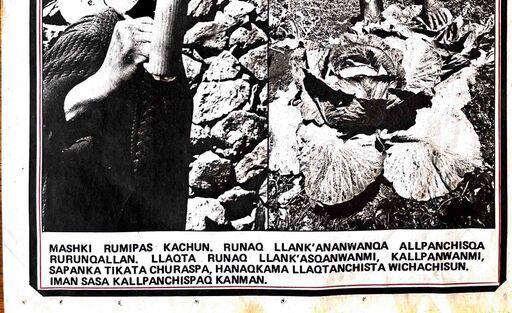 MASHKI RUMIPAS KACHUN. RUNAQ LLANK'ANANWANQA ALLPANCHISQA
RURUNQALLAN. LLAQTA RUNAQ LLANK'ASQANWANMI, KALLPANWANMI,
SAPANKA TIKATA CHURASPA, HANAQKAMA LLAQTANCHISTA WICHACHISUN.
IMAN SASA KALLPANCHISPAQ KANMAN.